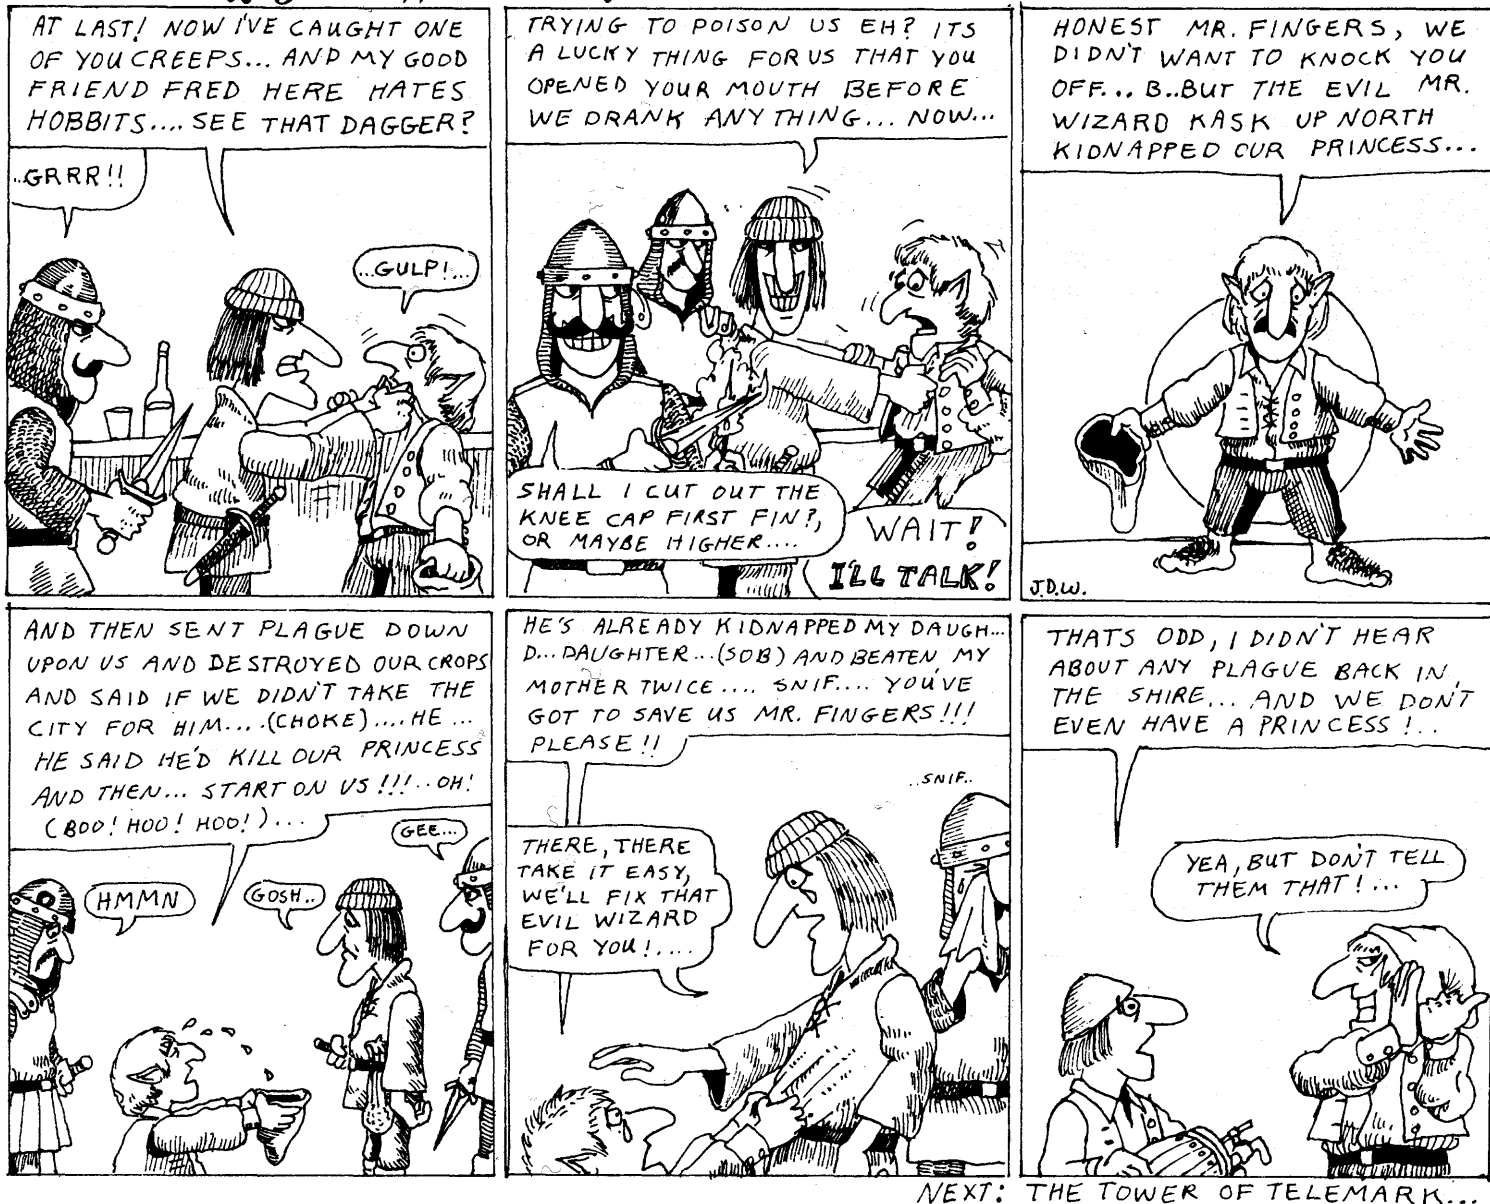 AT LAST! NOW I'VE CAUGHT ONE
OF YOU CREEPS... AND MY GOOD
FRIEND FRED HERE HATES
HOBBITS.... SEE THAT DAGGER?
..GRRR!!
...GULP!...
TRYING TO POISON US EH? ITS
A LUCKY THING FOR US THAT YOU
OPENED YOUR MOUTH BEFORE
WE DRANK ANYTHING... NOW...
SHALL I CUT OUT THE
KNEE CAP FIRST FIN?,
OR MAYBE HIGHER....
WAIT!
I'LL TALK!
HONEST MR. FINGERS, WE
DIDN'T WANT TO KNOCK YOU
OFF... B..BUT THE EVIL MR.
WIZARD KASK UP NORTH
KIDNAPPED OUR PRINCESS...
J.D.W.
AND THEN SENT PLAGUE DOWN
UPON US AND DESTROYED OUR CROPS
AND SAID IF WE DIDN'T TAKE THE
CITY FOR HIM....(CHOKE)....HE...
HE SAID HE'D KILL OUR PRINCESS
AND THEN... START ON US!!!..OH!
(BOO! HOO! HOO!)...
HMMN
GOSH..
GEE...
HE'S ALREADY KIDNAPPED MY DAUGH...
D...DAUGHTER...(SOB) AND BEATEN MY
MOTHER TWICE.... SNIF.... YOU'VE
GOT TO SAVE US MR. FINGERS!!!
PLEASE!!
..SNIF..
THERE, THERE
TAKE IT EASY,
WE'LL FIX THAT
EVIL WIZARD
FOR YOU!....
THATS ODD, I DIDN'T HEAR
ABOUT ANY PLAGUE BACK IN
THE SHIRE... AND WE DON'T
EVEN HAVE A PRINCESS!..
YEA, BUT DON'T TELL
THEM THAT!...
NEXT: THE TOWER OF TELEMARK...